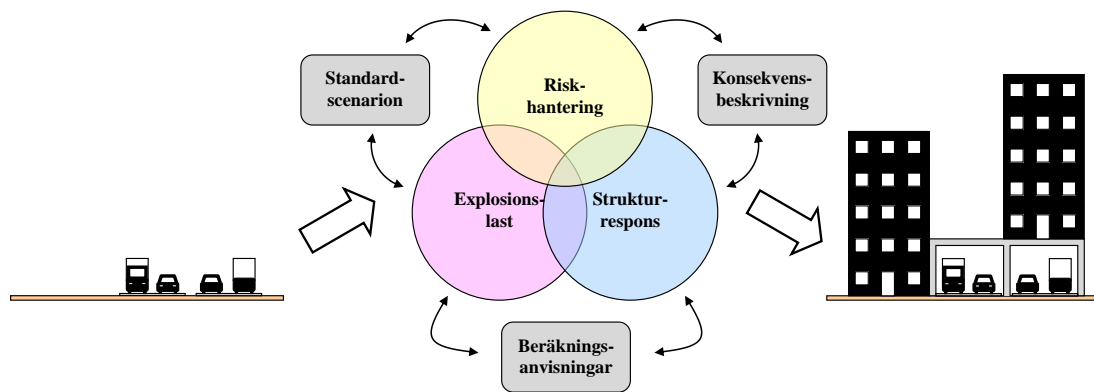 Standard-
scenarion
Risk-
hantering
Konsekvens-
beskrivning
Explosions-
last
Struktur-
respons
Beräknings-
anvisningar